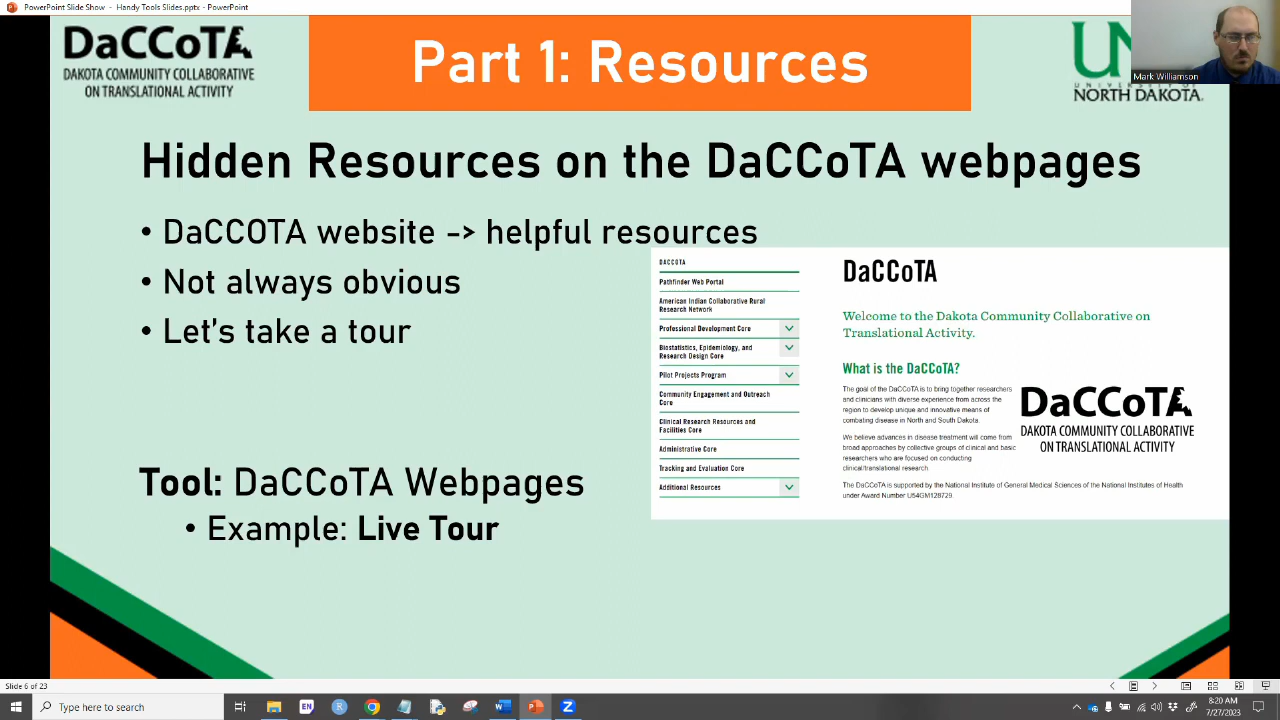 PowerPoint Slide Show - Handy Tools Slides.pptx - PowerPoint
DaCCoTA
DAKOTA COMMUNITY COLLABORATIVE
ON TRANSLATIONAL ACTIVITY
Part 1: Resources
NORTH DAKOTA.
Mark Williamson
Hidden Resources on the DaCCoTA webpages
• DaCCOTA website -> helpful resources
• Not always obvious
• Let's take a tour
Tool: DaCCoTA Webpages
• Example: Live Tour
DACCOTA
Pathfinder Web Portal
American Indian Collaborative Rural
Research Network
Professional Development Core
Biostatistics, Epidemiology, and
Research Design Core
Pilot Projects Program
Community Engagement and Outreach
Core
Clinical Research Resources and
Facilities Core
Administrative Core
Tracking and Evaluation Core
Additional Resources
DaCCoTA
Welcome to the Dakota Community Collaborative on
Translational Activity.
What is the DaCCoTA?
The goal of the DaCCoTA is to bring together researchers
and clinicians with diverse experience from across the
region to develop unique and innovative means of
combating disease in North and South Dakota.
We believe advances in disease treatment will come from
broad approaches by collective groups of clinical and basic
researchers who are focused on conducting
clinical/translational research.
The DaCCoTA is supported by the National Institute of General Medical Sciences of the National Institutes of Health
under Award Number U54GM128729.
DaCCoTA
DAKOTA COMMUNITY COLLABORATIVE
ON TRANSLATIONAL ACTIVITY
Slide 6 of 23
Type here to search
EN
R
W
P
Z
8:20 AM
7/27/2023